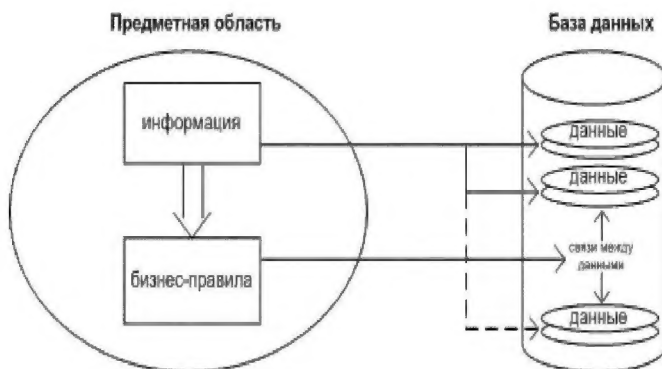 Предметная область
База данных
информация
данные
данные
связи между
данными
бизнес-правила
данные